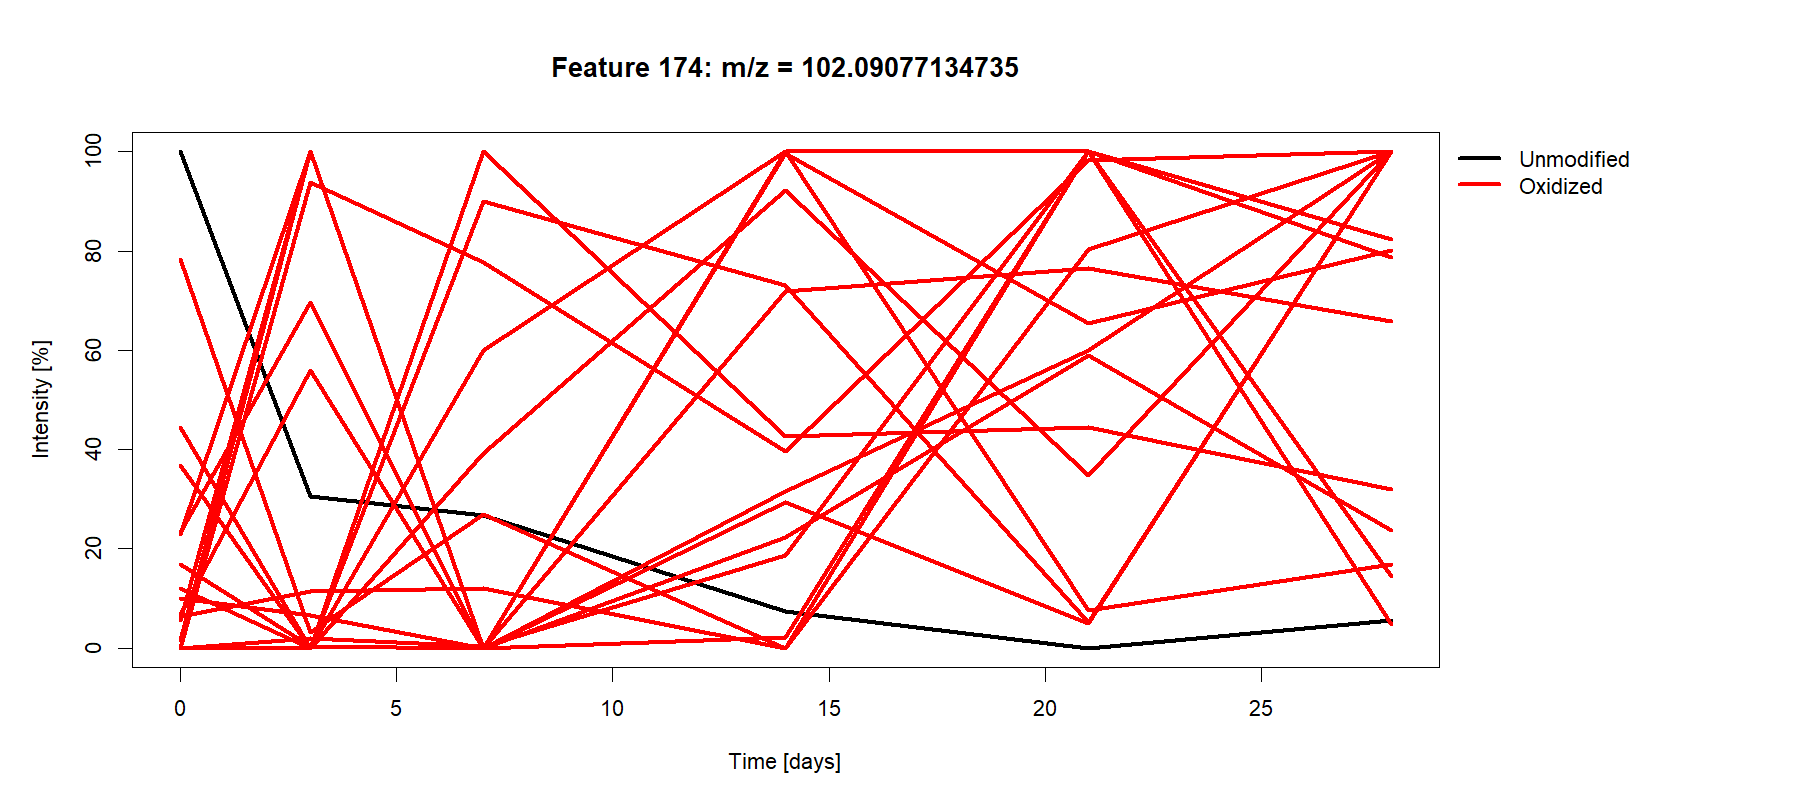 Feature 174: m/z = 102.09077134735
Unmodified
Oxidized
Intensity [%]
100
80
60
40
20
0
0 5 10 15 20 25
Time [days]